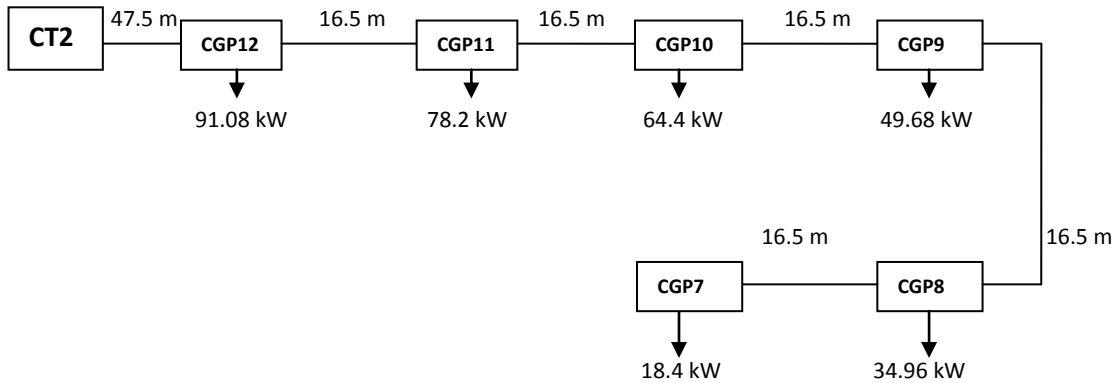 47.5 m 16.5 m 16.5 m 16.5 m
CT2 CGP12 CGP11 CGP10 CGP9
91.08 kW 78.2 kW 64.4 kW 49.68 kW
16.5 m 16.5 m
CGP7 CGP8
18.4 kW 34.96 kW